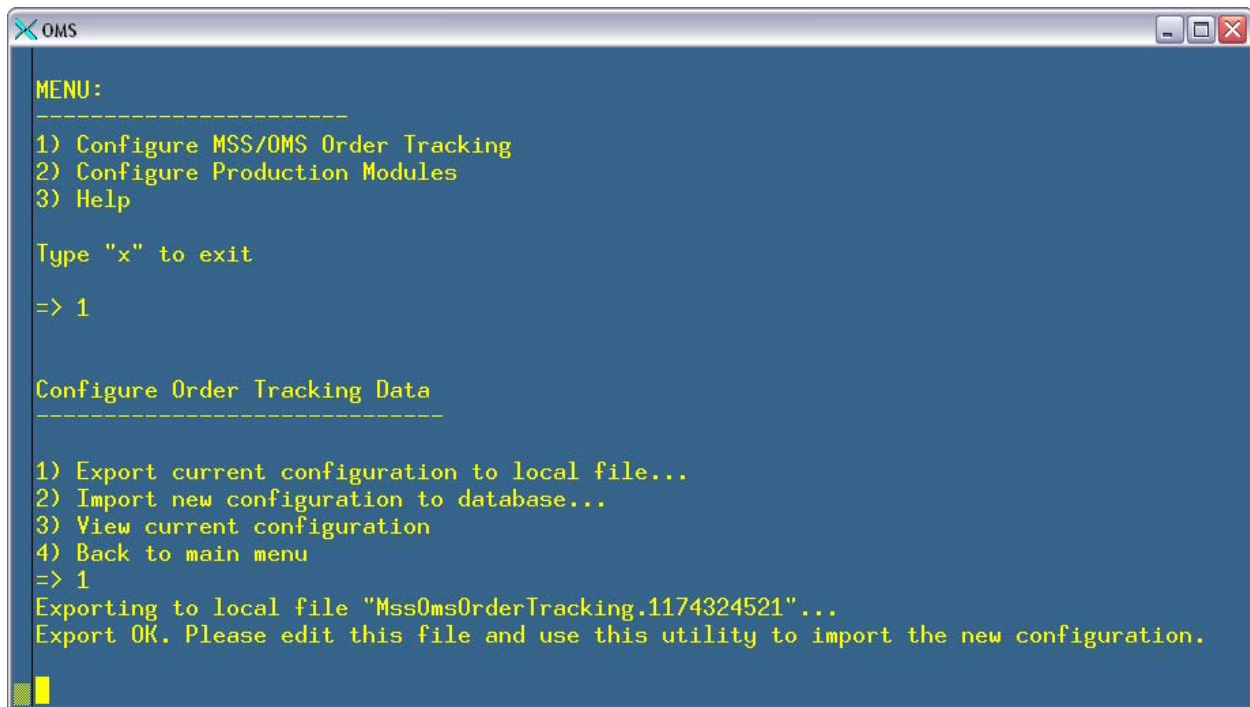 OMS
MENU:
-----------------------
1) Configure MSS/OMS Order Tracking
2) Configure Production Modules
3) Help
Type "x" to exit
=> 1
Configure Order Tracking Data
------------------------------
1) Export current configuration to local file...
2) Import new configuration to database...
3) View current configuration
4) Back to main menu
=> 1
Exporting to local file "MssOmsOrderTracking.1174324521"...
Export OK. Please edit this file and use this utility to import the new configuration.